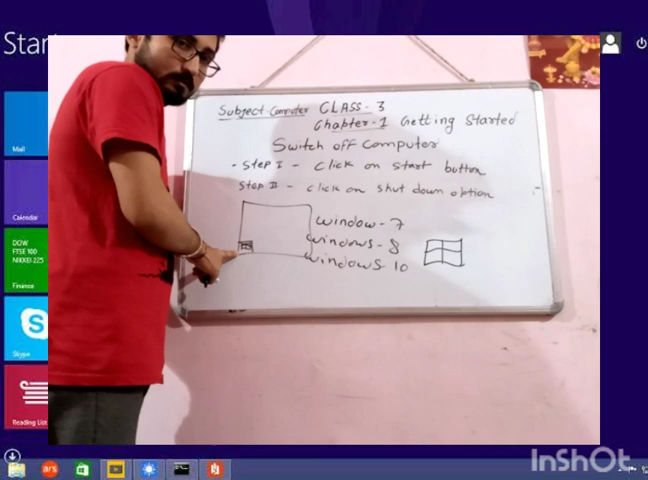 Star
Mail
Calendar
DOW
FTSE 100
NIKKEI 225
Finance
Skype
Reading List
Subject-Computer CLASS-3
Chapter-1 Getting Started
Switch off computer
- Step I - click on start button
Step II - click on shut down option
window-7
windows-8
windows-10
ars
InShOt